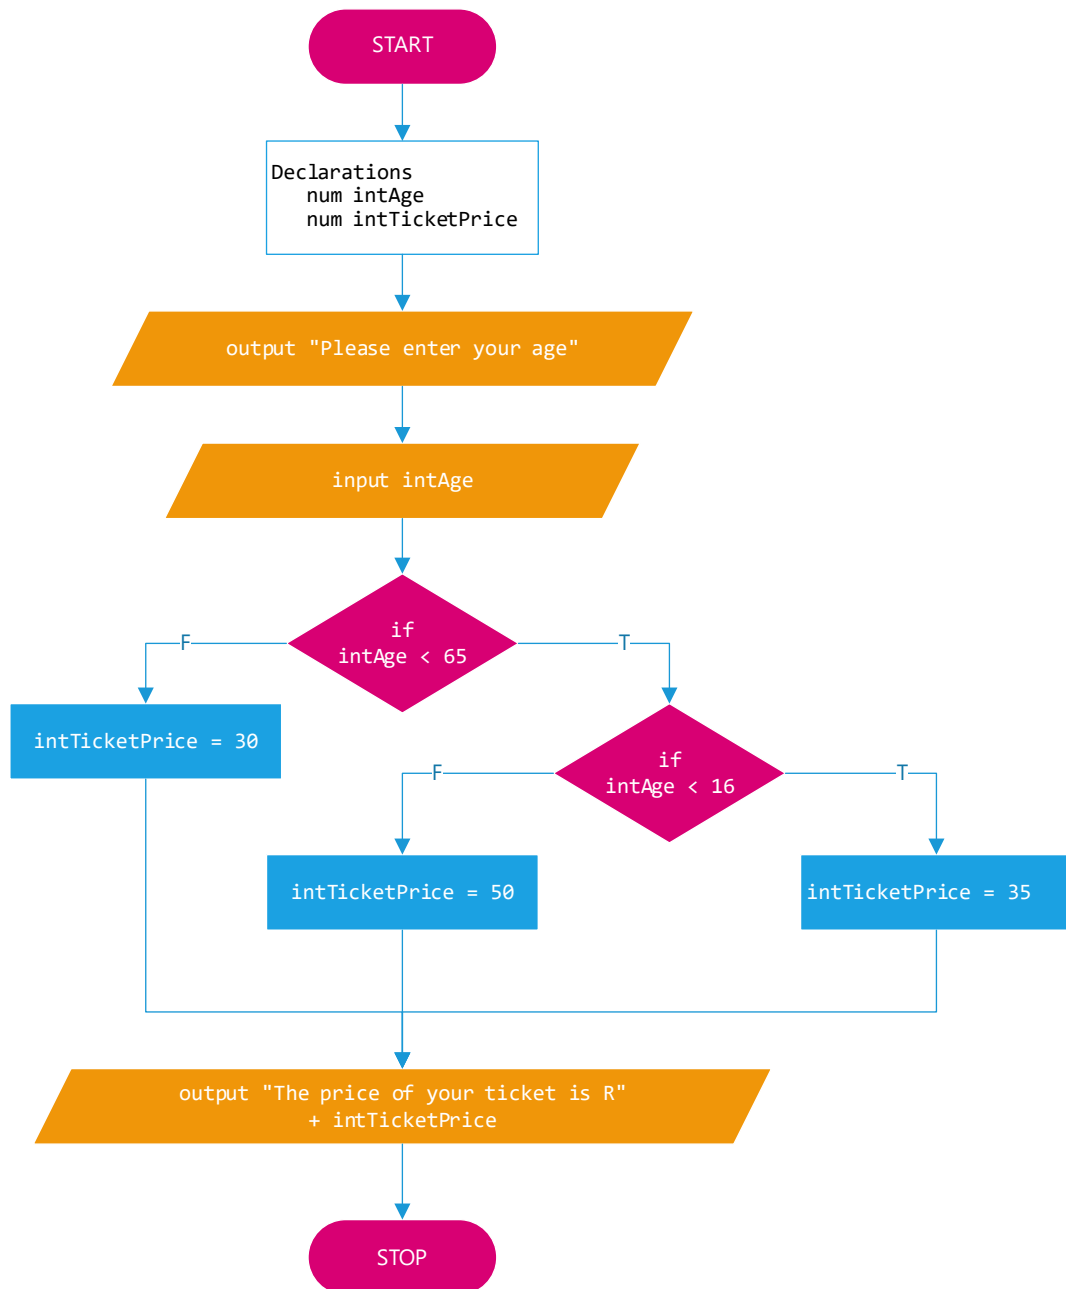 START
Declarations
num intAge
num intTicketPrice
output "Please enter your age"
input intAge
if
intAge < 65
F
T
intTicketPrice = 30
if
intAge < 16
F
T
intTicketPrice = 50
intTicketPrice = 35
output "The price of your ticket is R"
+ intTicketPrice
STOP